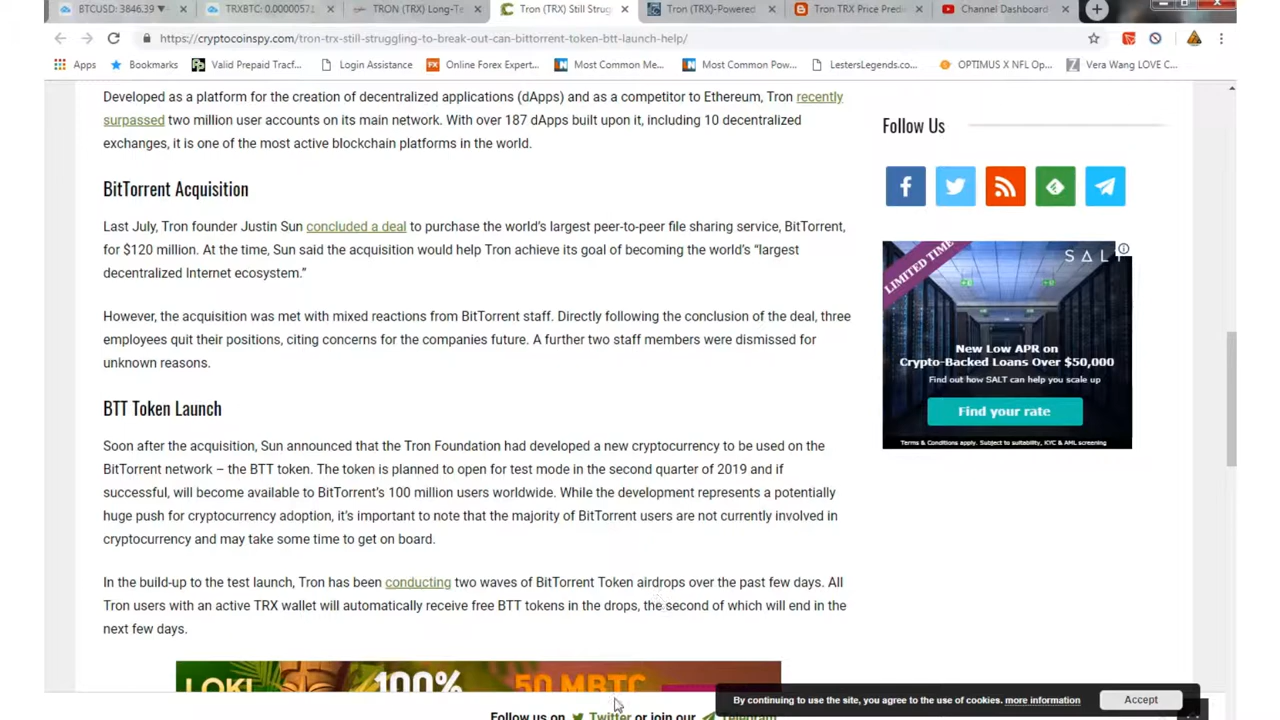 BTCUSD: 3846.39 ▼
TRXBTC: 0.0000057
TRON (TRX) Long-Te
Tron (TRX) Still Strug
Tron (TRX)-Powered
Tron TRX Price Predi
Channel Dashboard
https://cryptocoinspy.com/tron-trx-still-struggling-to-break-out-can-bittorrent-token-btt-launch-help/
Apps
Bookmarks
Valid Prepaid Tracf...
Login Assistance
FX Online Forex Expert...
Most Common Me...
Most Common Pow...
LestersLegends.co...
OPTIMUS X NFL Op...
Vera Wang LOVE C...
Developed as a platform for the creation of decentralized applications (dApps) and as a competitor to Ethereum, Tron recently
surpassed two million user accounts on its main network. With over 187 dApps built upon it, including 10 decentralized
exchanges, it is one of the most active blockchain platforms in the world.
BitTorrent Acquisition
Last July, Tron founder Justin Sun concluded a deal to purchase the world's largest peer-to-peer file sharing service, BitTorrent,
for $120 million. At the time, Sun said the acquisition would help Tron achieve its goal of becoming the world's “largest
decentralized Internet ecosystem.”
However, the acquisition was met with mixed reactions from BitTorrent staff. Directly following the conclusion of the deal, three
employees quit their positions, citing concerns for the companies future. A further two staff members were dismissed for
unknown reasons.
BTT Token Launch
Soon after the acquisition, Sun announced that the Tron Foundation had developed a new cryptocurrency to be used on the
BitTorrent network – the BTT token. The token is planned to open for test mode in the second quarter of 2019 and if
successful, will become available to BitTorrent's 100 million users worldwide. While the development represents a potentially
huge push for cryptocurrency adoption, it's important to note that the majority of BitTorrent users are not currently involved in
cryptocurrency and may take some time to get on board.
In the build-up to the test launch, Tron has been conducting two waves of BitTorrent Token airdrops over the past few days. All
Tron users with an active TRX wallet will automatically receive free BTT tokens in the drops, the second of which will end in the
next few days.
LOKI
100%
50 MBTC
Follow Us
LIMITED TIME
SALT
New Low APR on
Crypto-Backed Loans Over $50,000
Find out how SALT can help you scale up
Find your rate
Terms & Conditions apply. Subject to suitability, KYC & AML screening
By continuing to use the site, you agree to the use of cookies. more information
Accept
Follow us on Twitter or join our Telegram